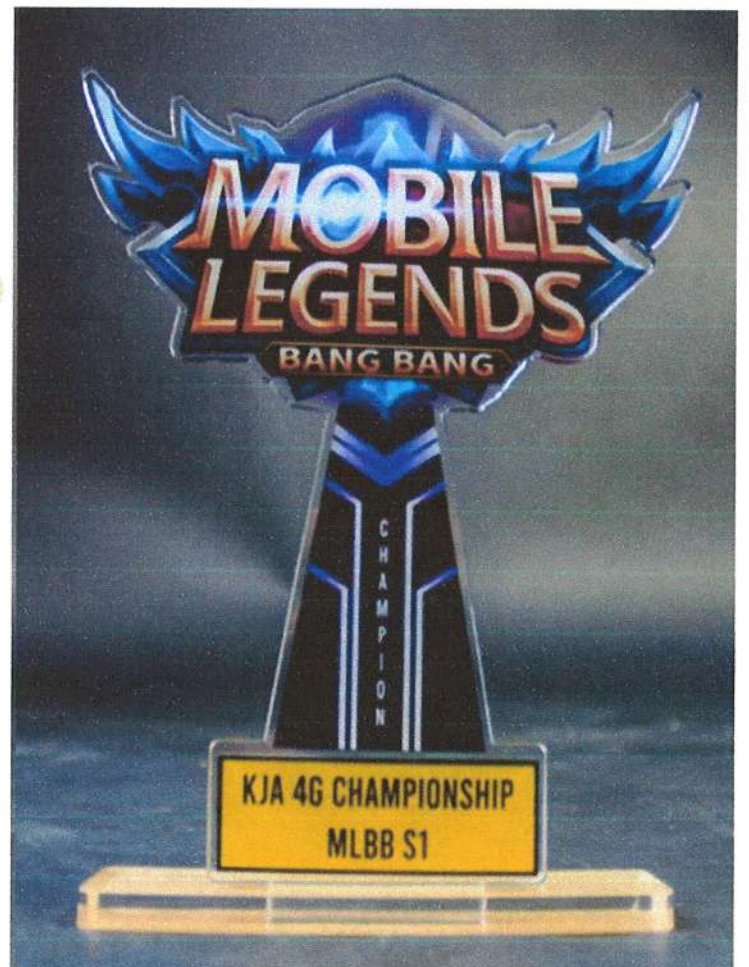 MOBILE
LEGENDS
BANG BANG
CHAMPION
KJA 4G CHAMPIONSHIP
MLBB S1